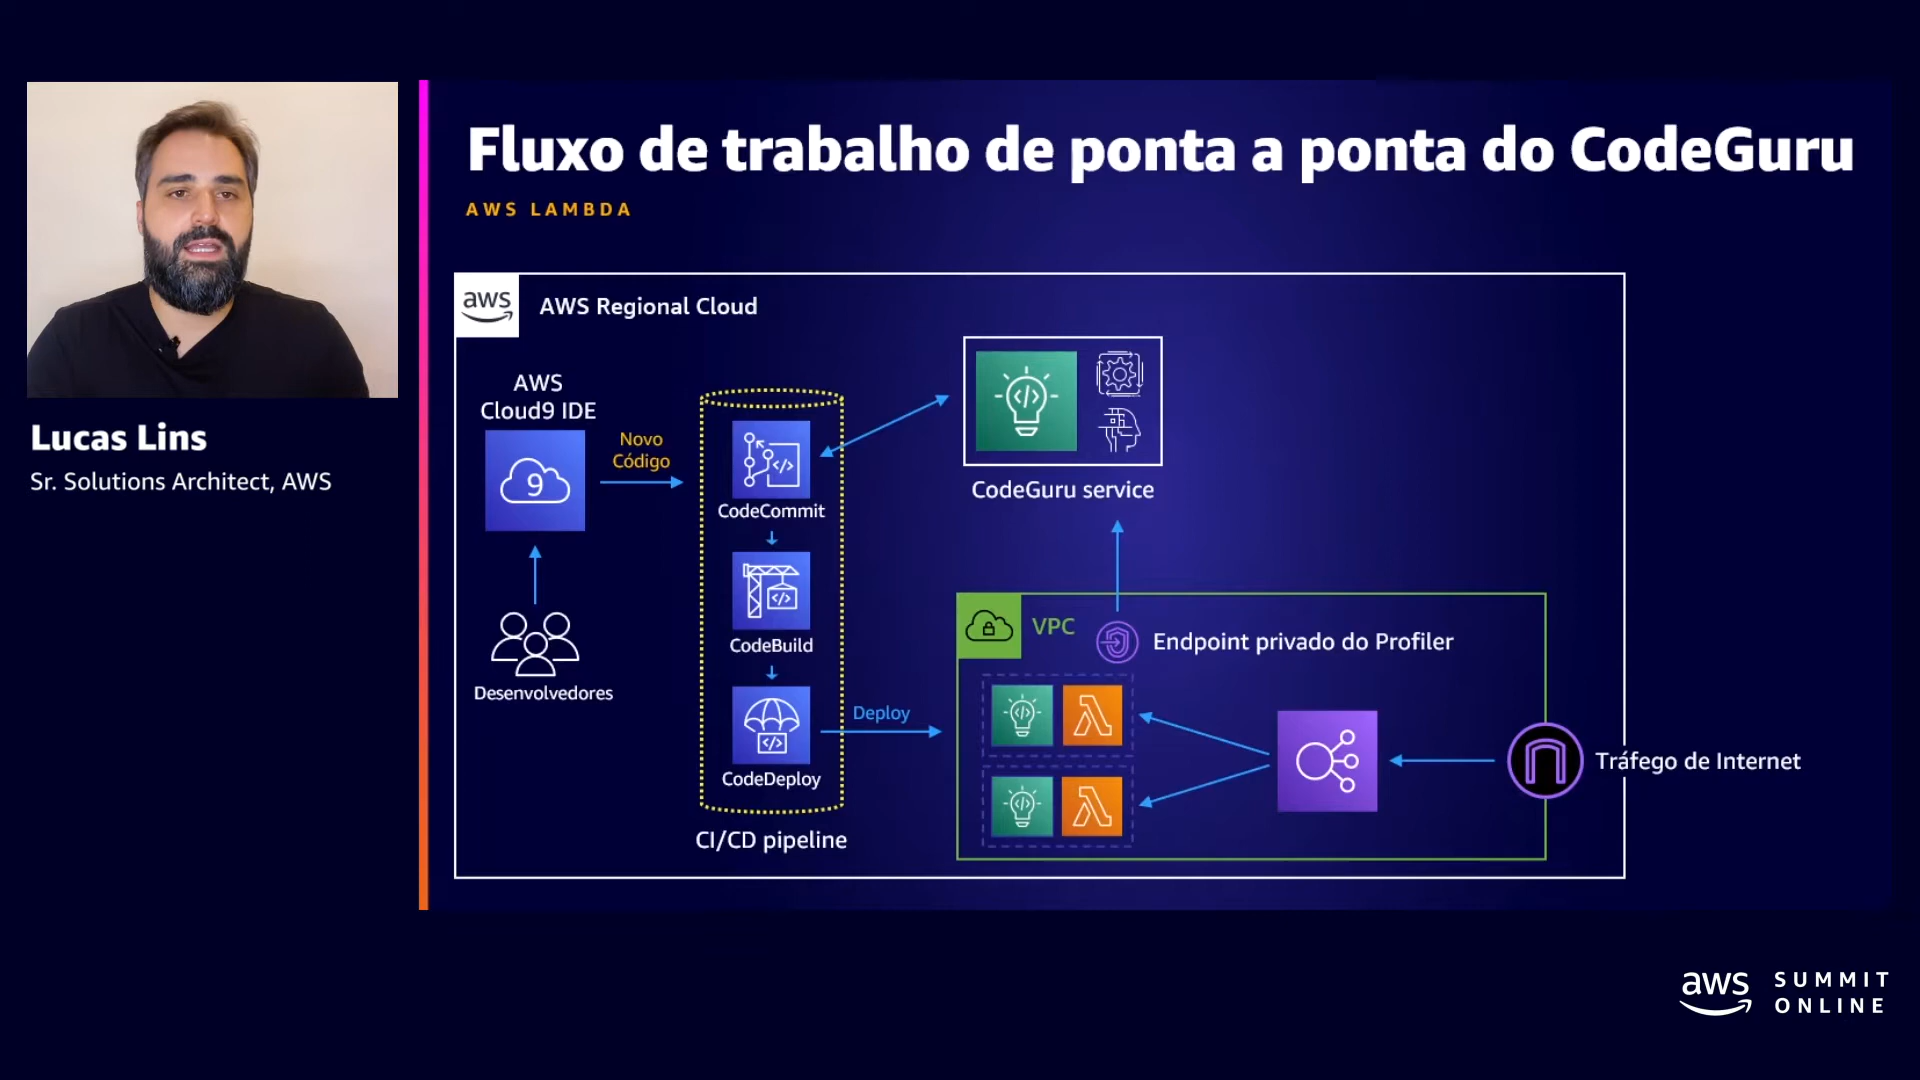 Fluxo de trabalho de ponta a ponta do CodeGuru
AWS LAMBDA
Lucas Lins
Sr. Solutions Architect, AWS
aws
AWS Regional Cloud
AWS
Cloud9 IDE
9
Novo
Código
Desenvolvedores
CodeCommit
CodeBuild
CodeDeploy
CI/CD pipeline
Deploy
CodeGuru service
VPC
Endpoint privado do Profiler
Tráfego de Internet
aws
SUMMIT
ONLINE